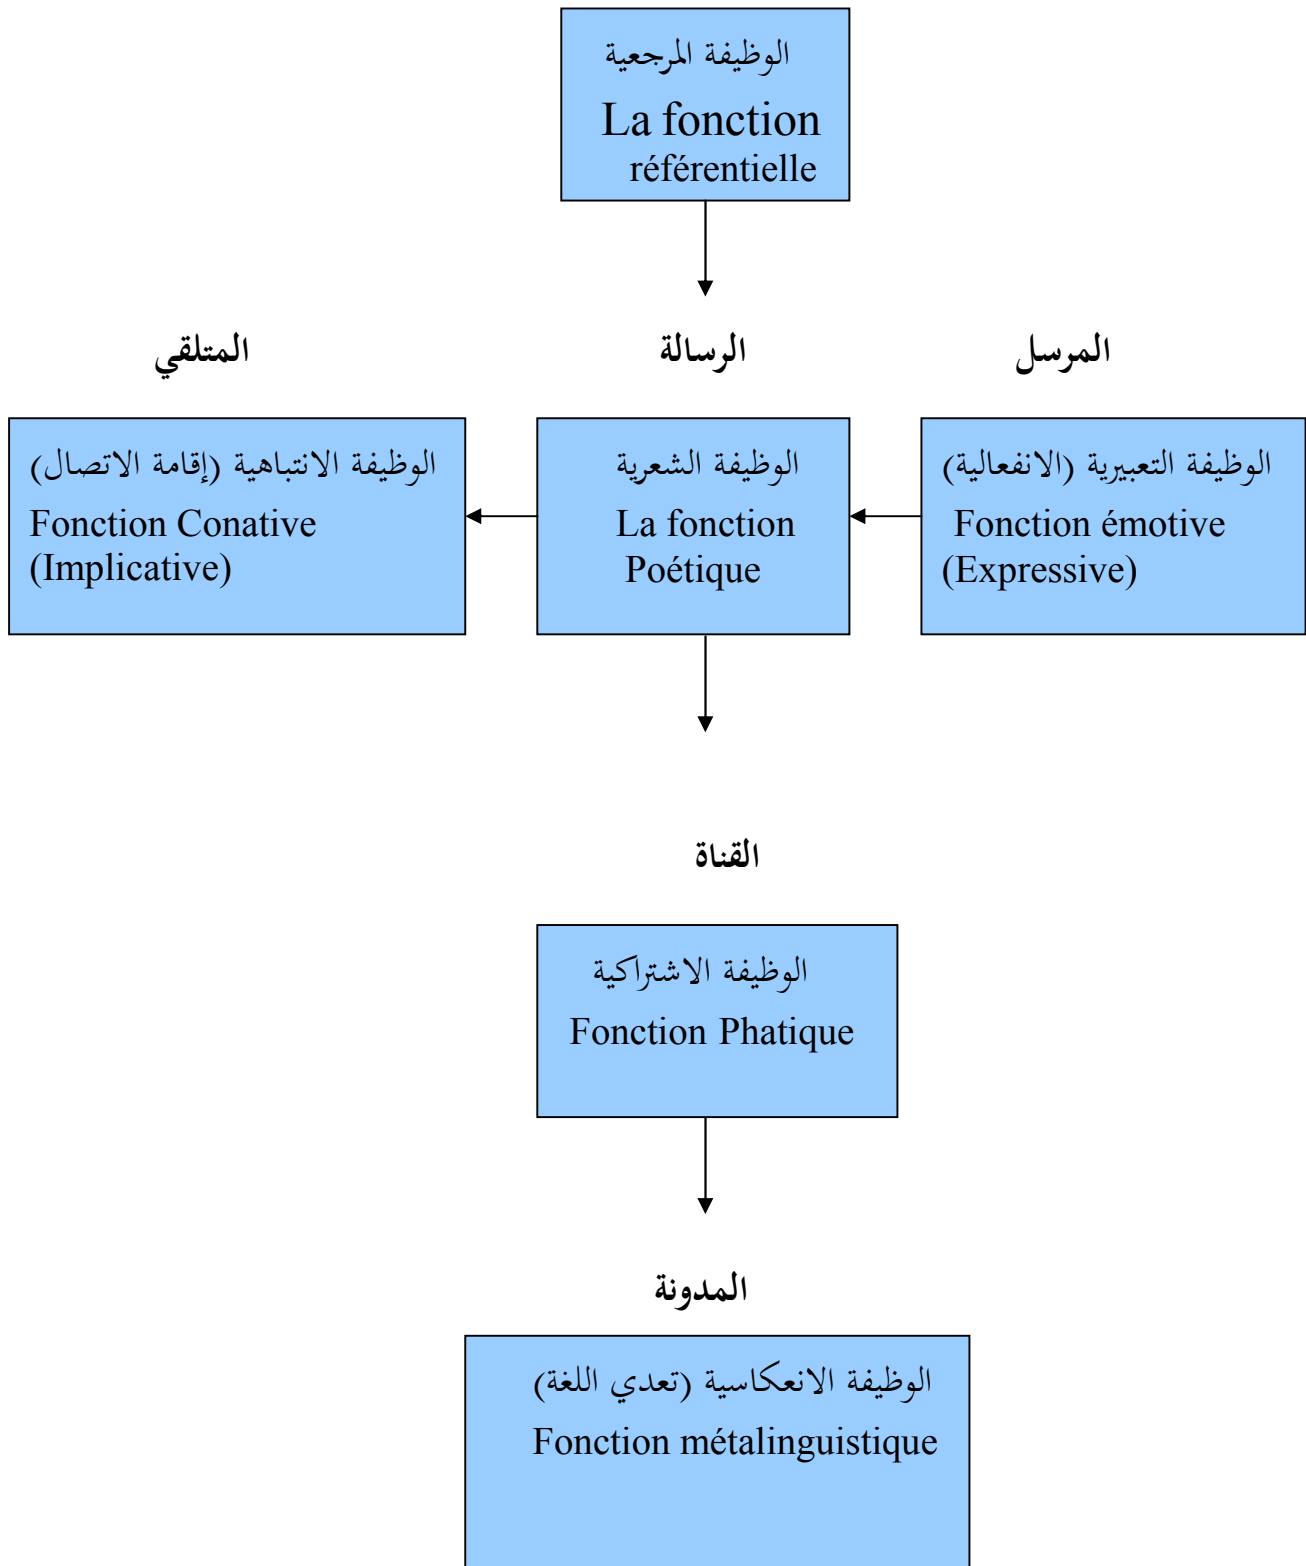 الوظيفة المرجعية
La fonction
référentielle
المرسل
الرسالة
المتلقي
الوظيفة التعبيرية (الانفعالية)
Fonction émotive
(Expressive)
الوظيفة الشعرية
La fonction
Poétique
الوظيفة الانتباهية (إقامة الاتصال)
Fonction Conative
(Implicative)
القناة
الوظيفة الاشتراكية
Fonction Phatique
المدونة
الوظيفة الانعكاسية (تعدي اللغة)
Fonction métalinguistique